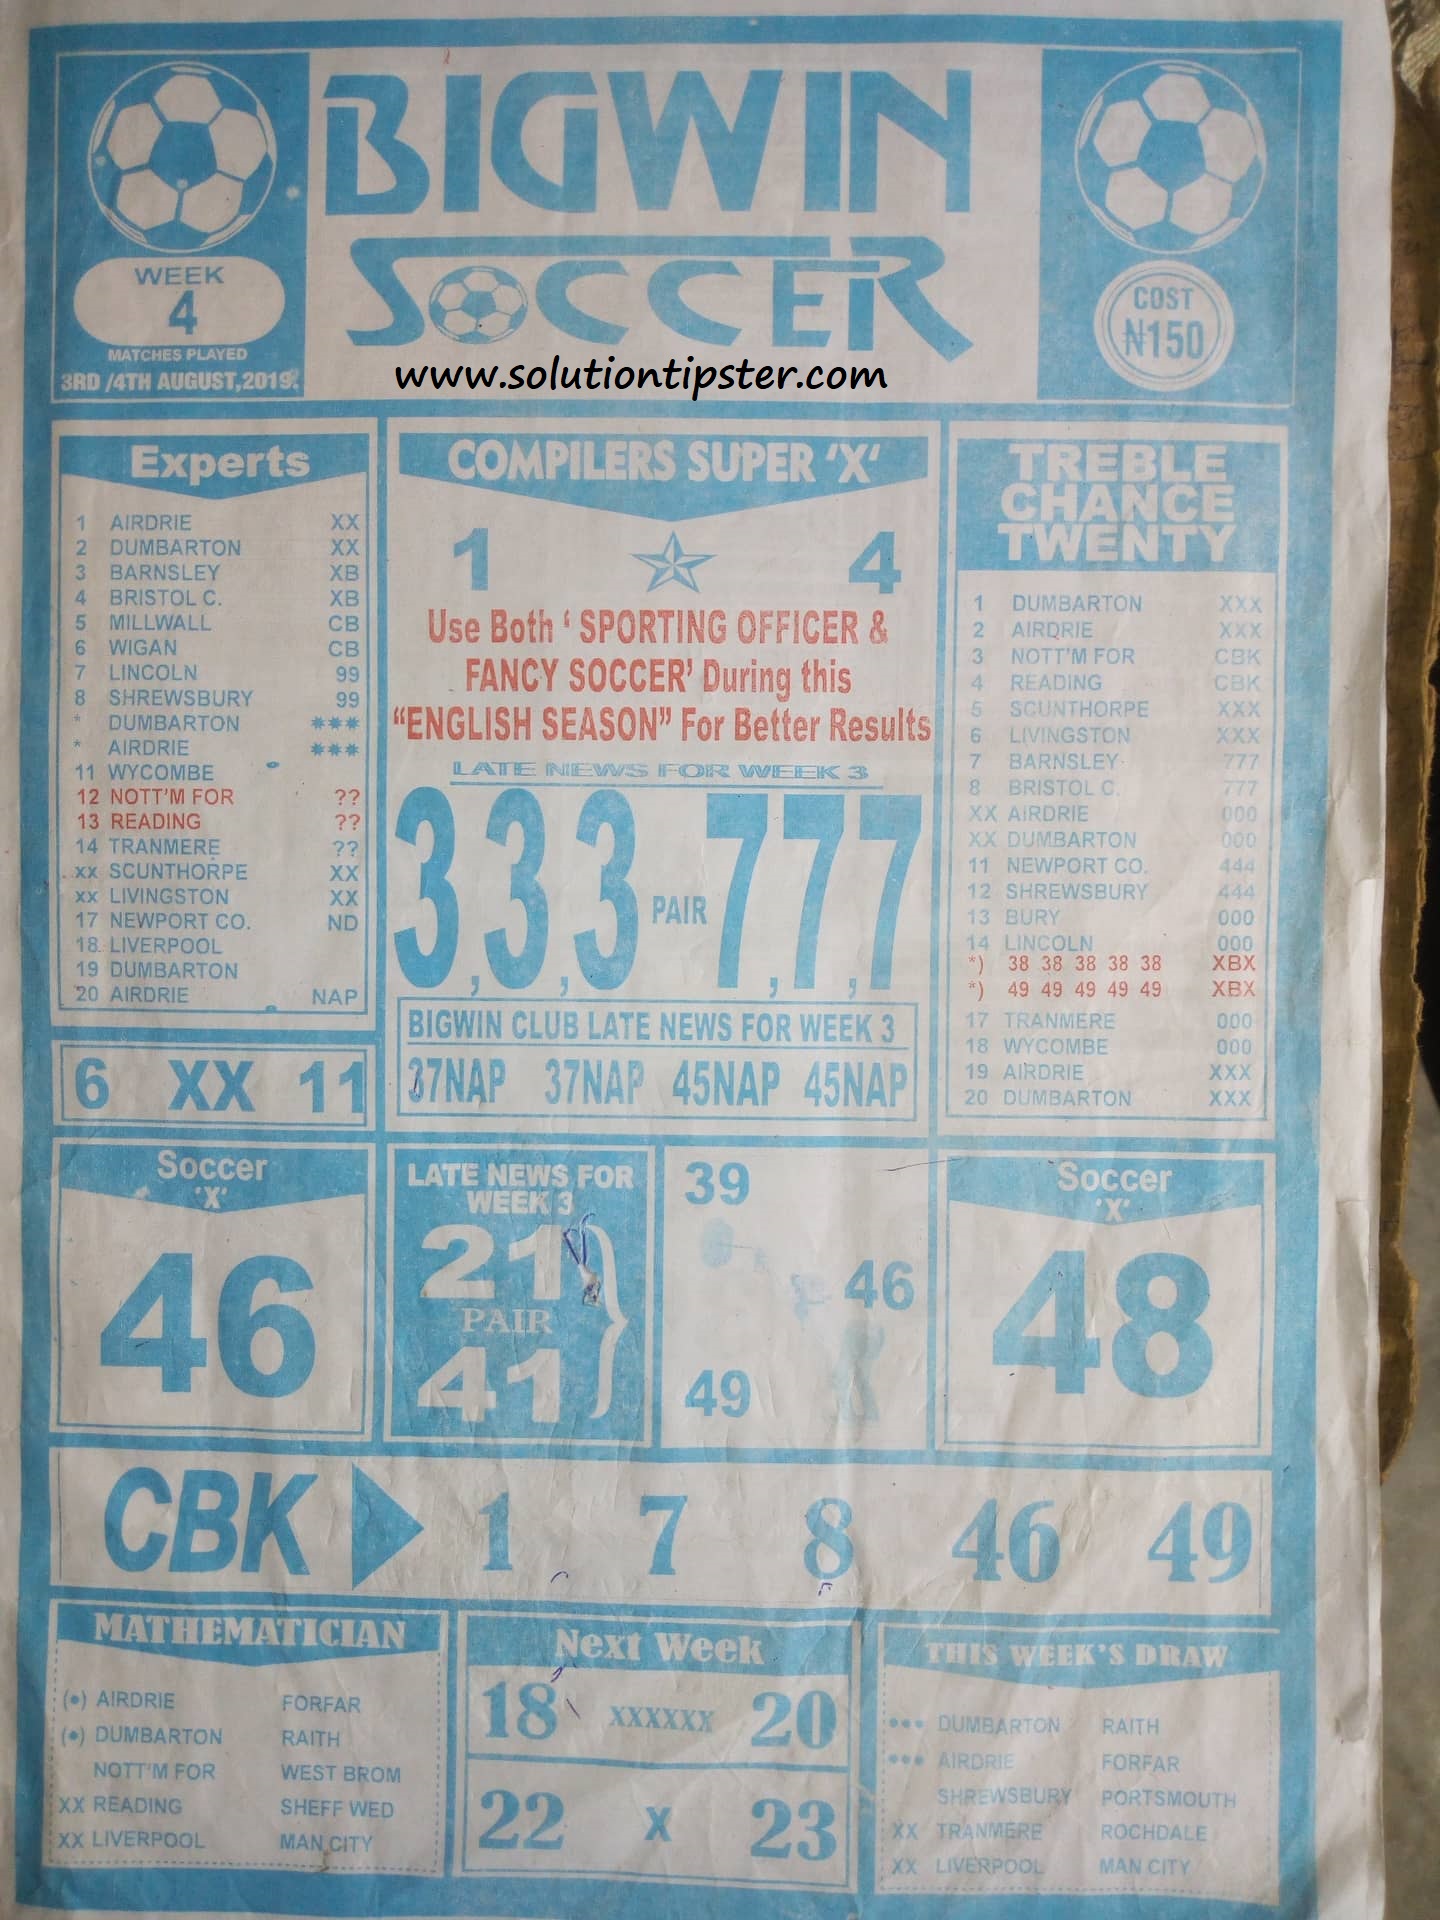 BIGWIN
SOCCER
WEEK
4
MATCHES PLAYED
3RD /4TH AUGUST,2019.
COST
₦150
www.solutiontipster.com
Experts
1 AIRDRIE XX
2 DUMBARTON XX
3 BARNSLEY XB
4 BRISTOL C. XB
5 MILLWALL CB
6 WIGAN CB
7 LINCOLN 99
8 SHREWSBURY 99
* DUMBARTON ***
* AIRDRIE ***
11 WYCOMBE
12 NOTT'M FOR ??
13 READING ??
14 TRANMERE ??
xx SCUNTHORPE XX
xx LIVINGSTON XX
17 NEWPORT CO. ND
18 LIVERPOOL
19 DUMBARTON
20 AIRDRIE NAP
COMPILERS SUPER 'X'
1 4
Use Both ' SPORTING OFFICER &
FANCY SOCCER' During this
"ENGLISH SEASON" For Better Results
LATE NEWS FOR WEEK 3
3,3,3 PAIR 7,7,7
BIGWIN CLUB LATE NEWS FOR WEEK 3
37NAP 37NAP 45NAP 45NAP
TREBLE
CHANCE
TWENTY
1 DUMBARTON XXX
2 AIRDRIE XXX
3 NOTT'M FOR CBK
4 READING CBK
5 SCUNTHORPE XXX
6 LIVINGSTON XXX
7 BARNSLEY 777
8 BRISTOL C. 777
XX AIRDRIE 000
XX DUMBARTON 000
11 NEWPORT CO. 444
12 SHREWSBURY 444
13 BURY 000
14 LINCOLN 000
*) 38 38 38 38 38 XBX
*) 49 49 49 49 49 XBX
17 TRANMERE 000
18 WYCOMBE 000
19 AIRDRIE XXX
20 DUMBARTON XXX
6 XX 11
Soccer
'X'
46
LATE NEWS FOR
WEEK 3
21
PAIR
41
39
46
49
Soccer
'X'
48
CBK 1 7 8 46 49
MATHEMATICIAN
(•) AIRDRIE FORFAR
(•) DUMBARTON RAITH
NOTT'M FOR WEST BROM
XX READING SHEFF WED
XX LIVERPOOL MAN CITY
Next Week
18 XXXXXX 20
22 X 23
THIS WEEK'S DRAW
••• DUMBARTON RAITH
••• AIRDRIE FORFAR
SHREWSBURY PORTSMOUTH
XX TRANMERE ROCHDALE
XX LIVERPOOL MAN CITY